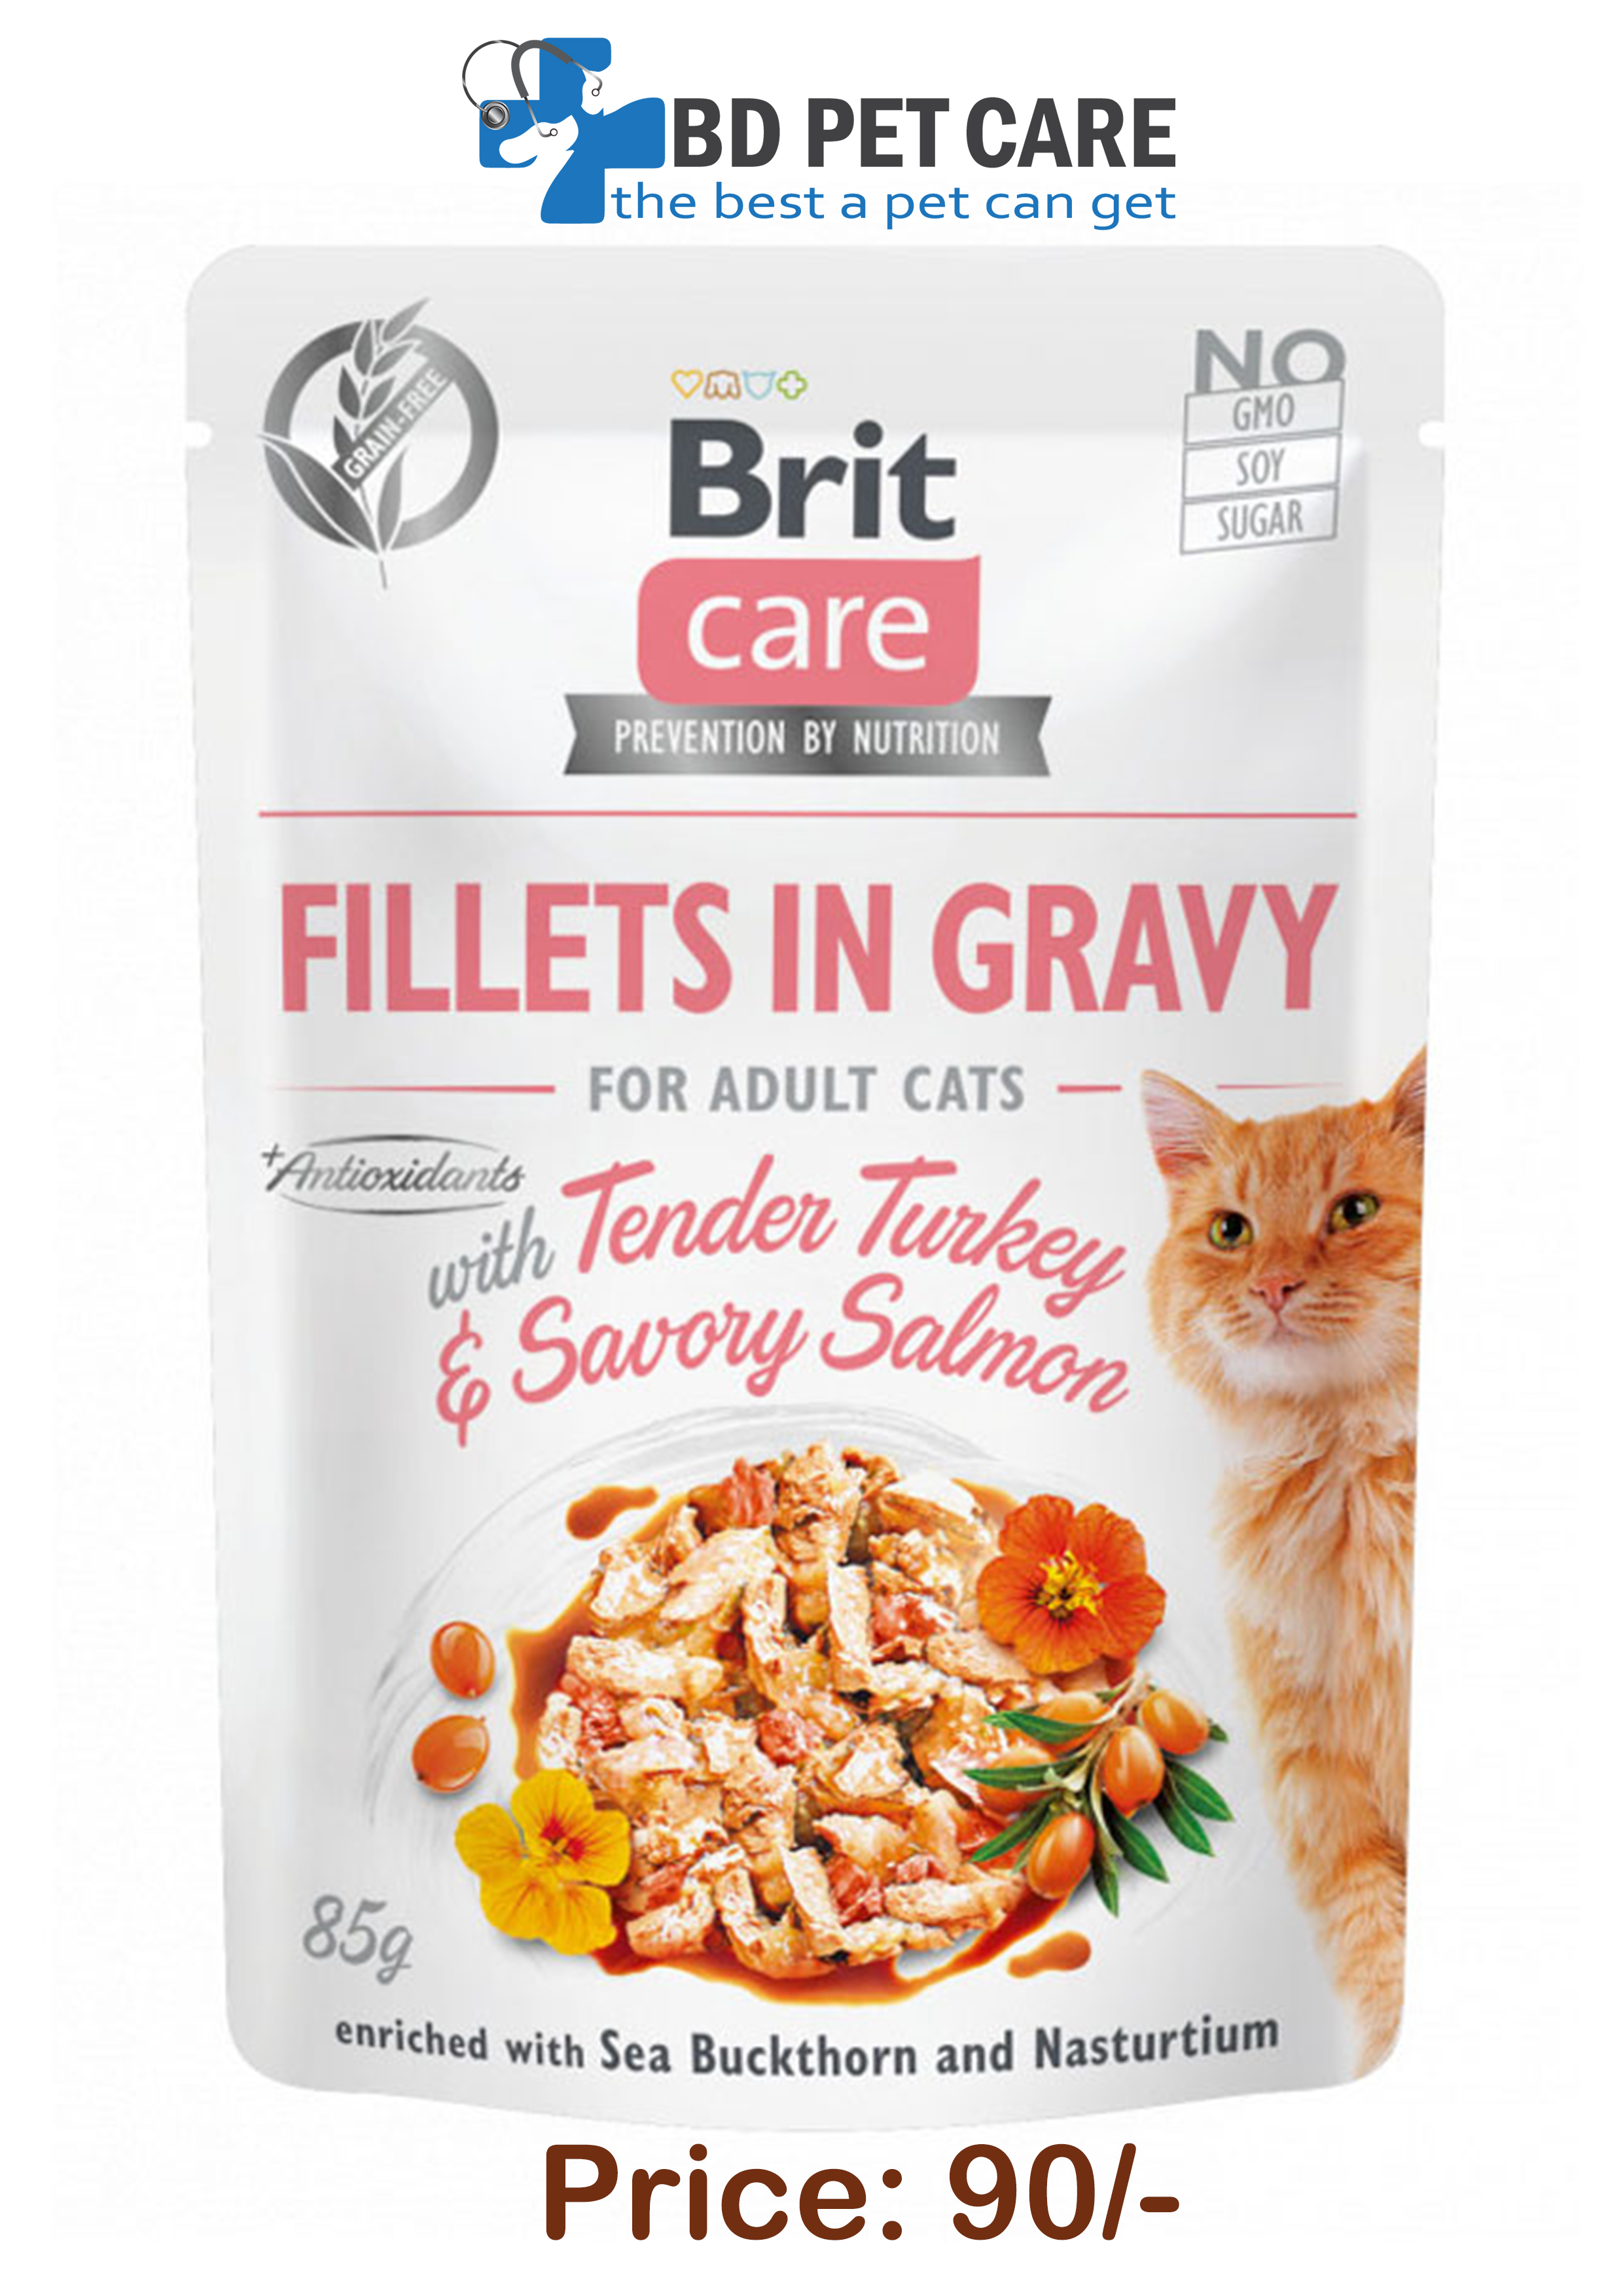 BD PET CARE
the best a pet can get
GRAIN-FREE
NO
GMO
SOY
SUGAR
Brit
care
PREVENTION BY NUTRITION
FILLETS IN GRAVY
FOR ADULT CATS
+Antioxidants
with Tender Turkey
& Savory Salmon
85g
enriched with Sea Buckthorn and Nasturtium
Price: 90/-